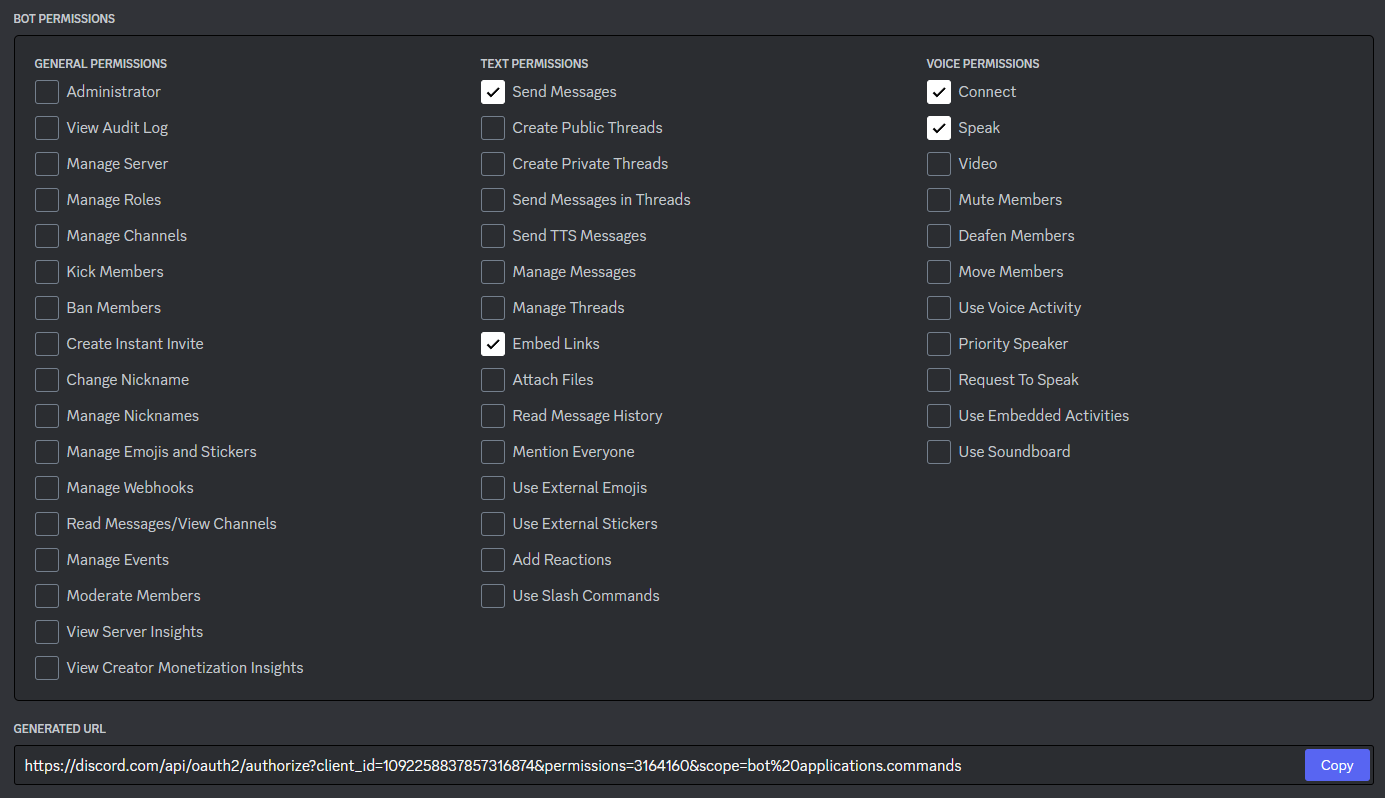 BOT PERMISSIONS
GENERAL PERMISSIONS
Administrator
View Audit Log
Manage Server
Manage Roles
Manage Channels
Kick Members
Ban Members
Create Instant Invite
Change Nickname
Manage Nicknames
Manage Emojis and Stickers
Manage Webhooks
Read Messages/View Channels
Manage Events
Moderate Members
View Server Insights
View Creator Monetization Insights
TEXT PERMISSIONS
Send Messages
Create Public Threads
Create Private Threads
Send Messages in Threads
Send TTS Messages
Manage Messages
Manage Threads
Embed Links
Attach Files
Read Message History
Mention Everyone
Use External Emojis
Use External Stickers
Add Reactions
Use Slash Commands
VOICE PERMISSIONS
Connect
Speak
Video
Mute Members
Deafen Members
Move Members
Use Voice Activity
Priority Speaker
Request To Speak
Use Embedded Activities
Use Soundboard
GENERATED URL
https://discord.com/api/oauth2/authorize?client_id=1092258837857316874&permissions=3164160&scope=bot%20applications.commands
Copy